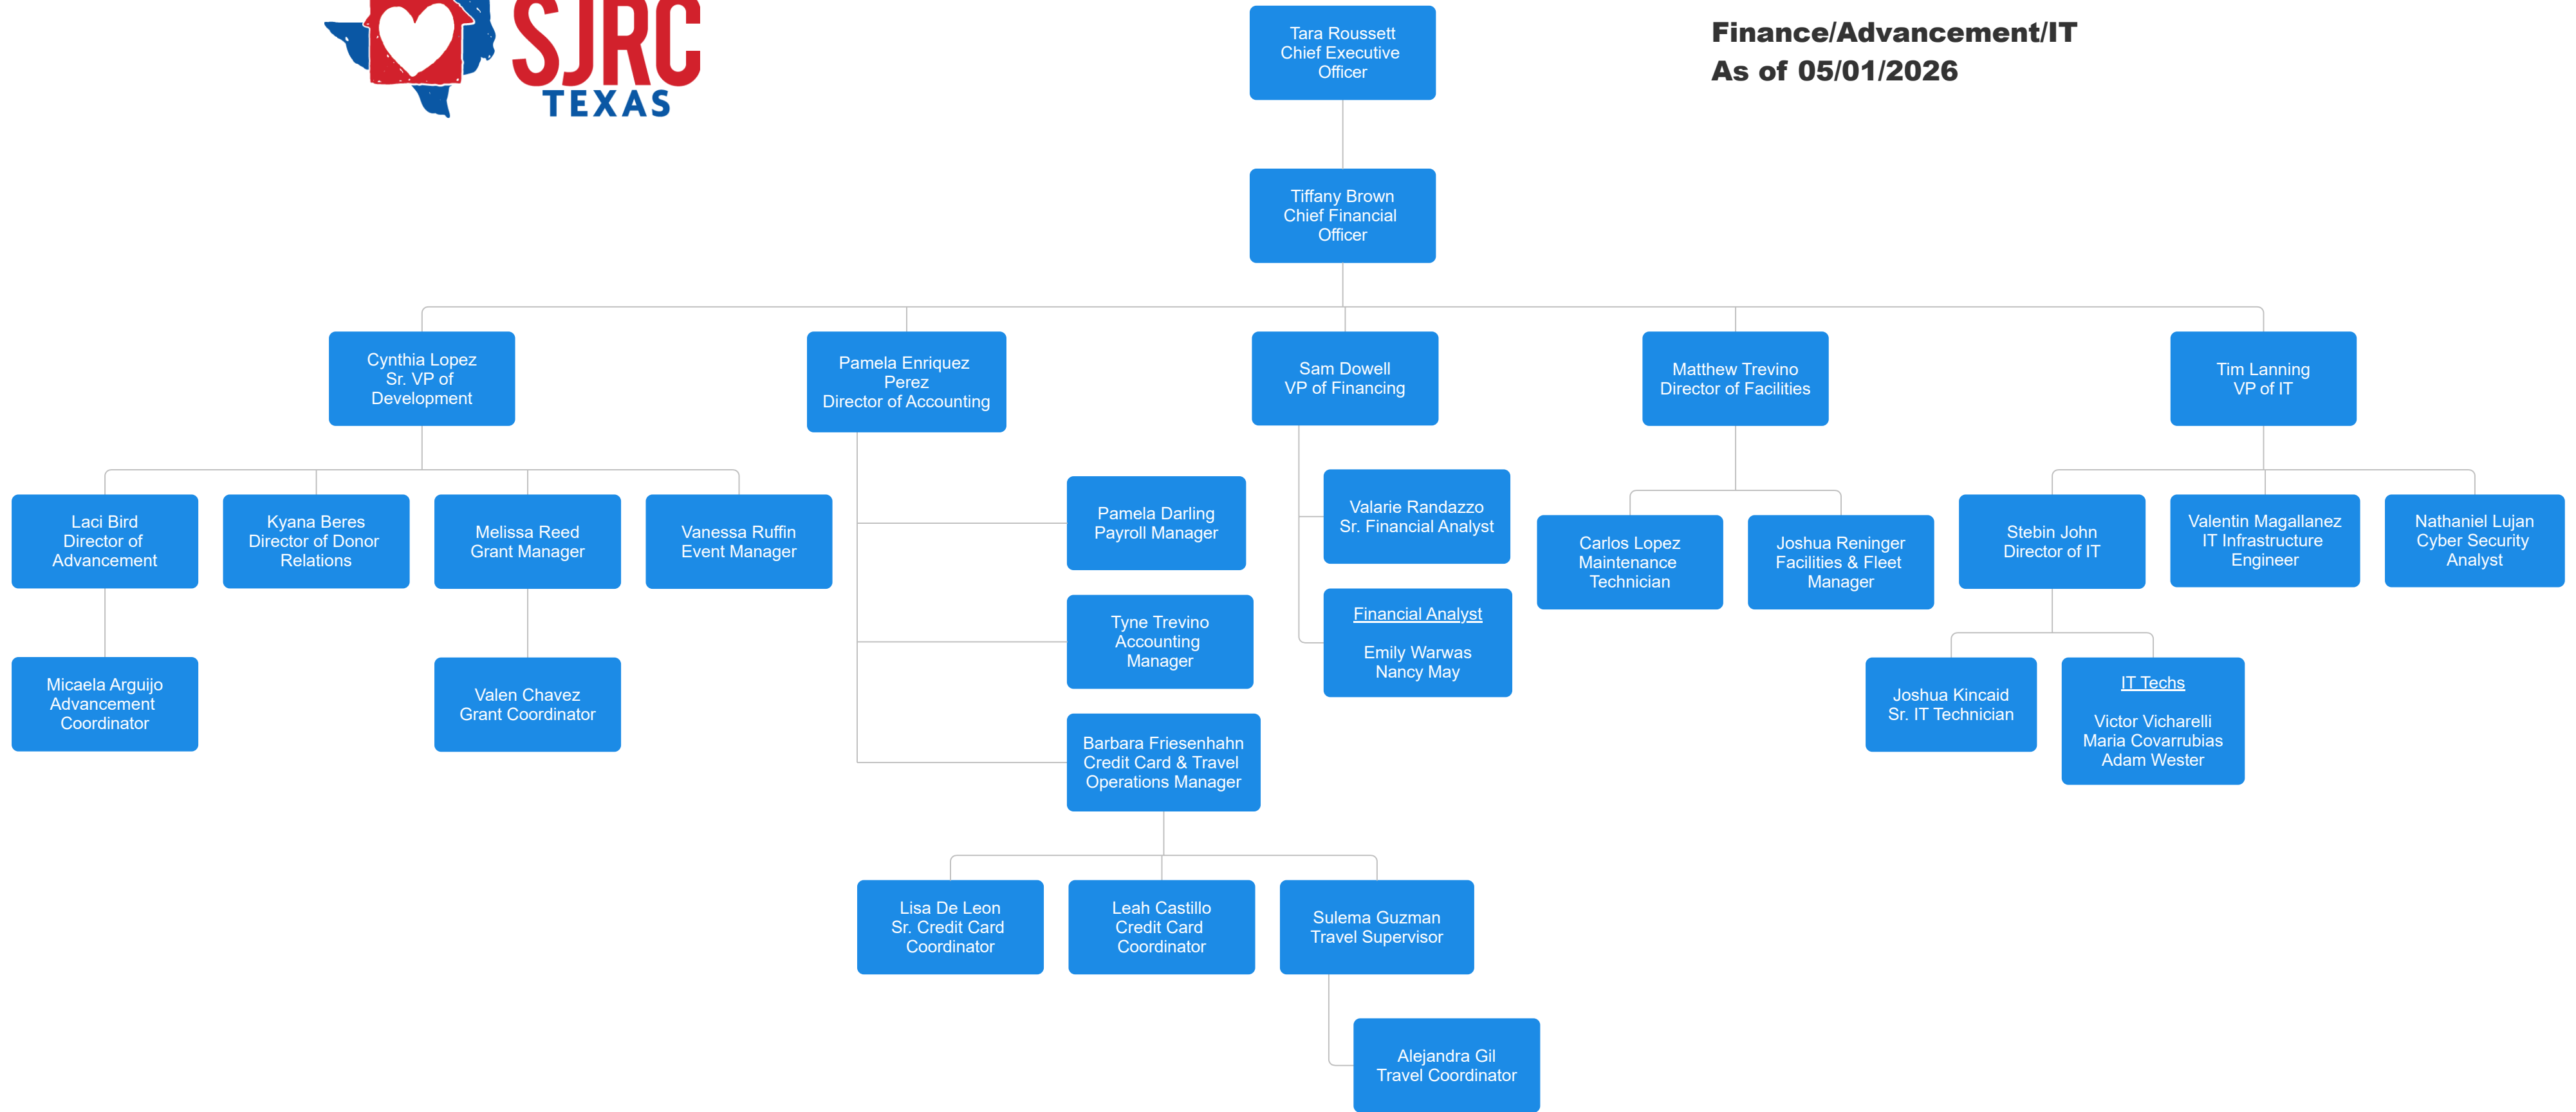 SJRC
TEXAS
Finance/Advancement/IT
As of 05/01/2026
Tara Roussett
Chief Executive
Officer
Tiffany Brown
Chief Financial
Officer
Cynthia Lopez
Sr. VP of
Development
Pamela Enriquez
Perez
Director of Accounting
Sam Dowell
VP of Financing
Matthew Trevino
Director of Facilities
Tim Lanning
VP of IT
Laci Bird
Director of
Advancement
Kyana Beres
Director of Donor
Relations
Melissa Reed
Grant Manager
Vanessa Ruffin
Event Manager
Pamela Darling
Payroll Manager
Valarie Randazzo
Sr. Financial Analyst
Carlos Lopez
Maintenance
Technician
Joshua Reninger
Facilities & Fleet
Manager
Stebin John
Director of IT
Valentin Magallanez
IT Infrastructure
Engineer
Nathaniel Lujan
Cyber Security
Analyst
Tyne Trevino
Accounting
Manager
Financial Analyst
Emily Warwas
Nancy May
Micaela Arguijo
Advancement
Coordinator
Valen Chavez
Grant Coordinator
Barbara Friesenhahn
Credit Card & Travel
Operations Manager
Joshua Kincaid
Sr. IT Technician
IT Techs
Victor Vicharelli
Maria Covarrubias
Adam Wester
Lisa De Leon
Sr. Credit Card
Coordinator
Leah Castillo
Credit Card
Coordinator
Sulema Guzman
Travel Supervisor
Alejandra Gil
Travel Coordinator